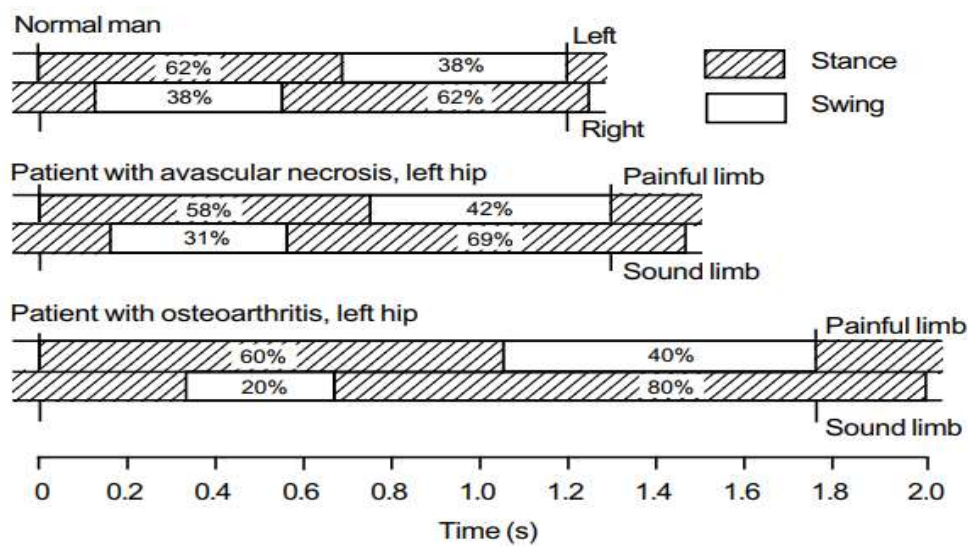 Normal man
Left
62% 38%
38% 62%
Right
Stance
Swing
Patient with avascular necrosis, left hip
Painful limb
58% 42%
31% 69%
Sound limb
Patient with osteoarthritis, left hip
Painful limb
60% 40%
20% 80%
Sound limb
0 0.2 0.4 0.6 0.8 1.0 1.2 1.4 1.6 1.8 2.0
Time (s)